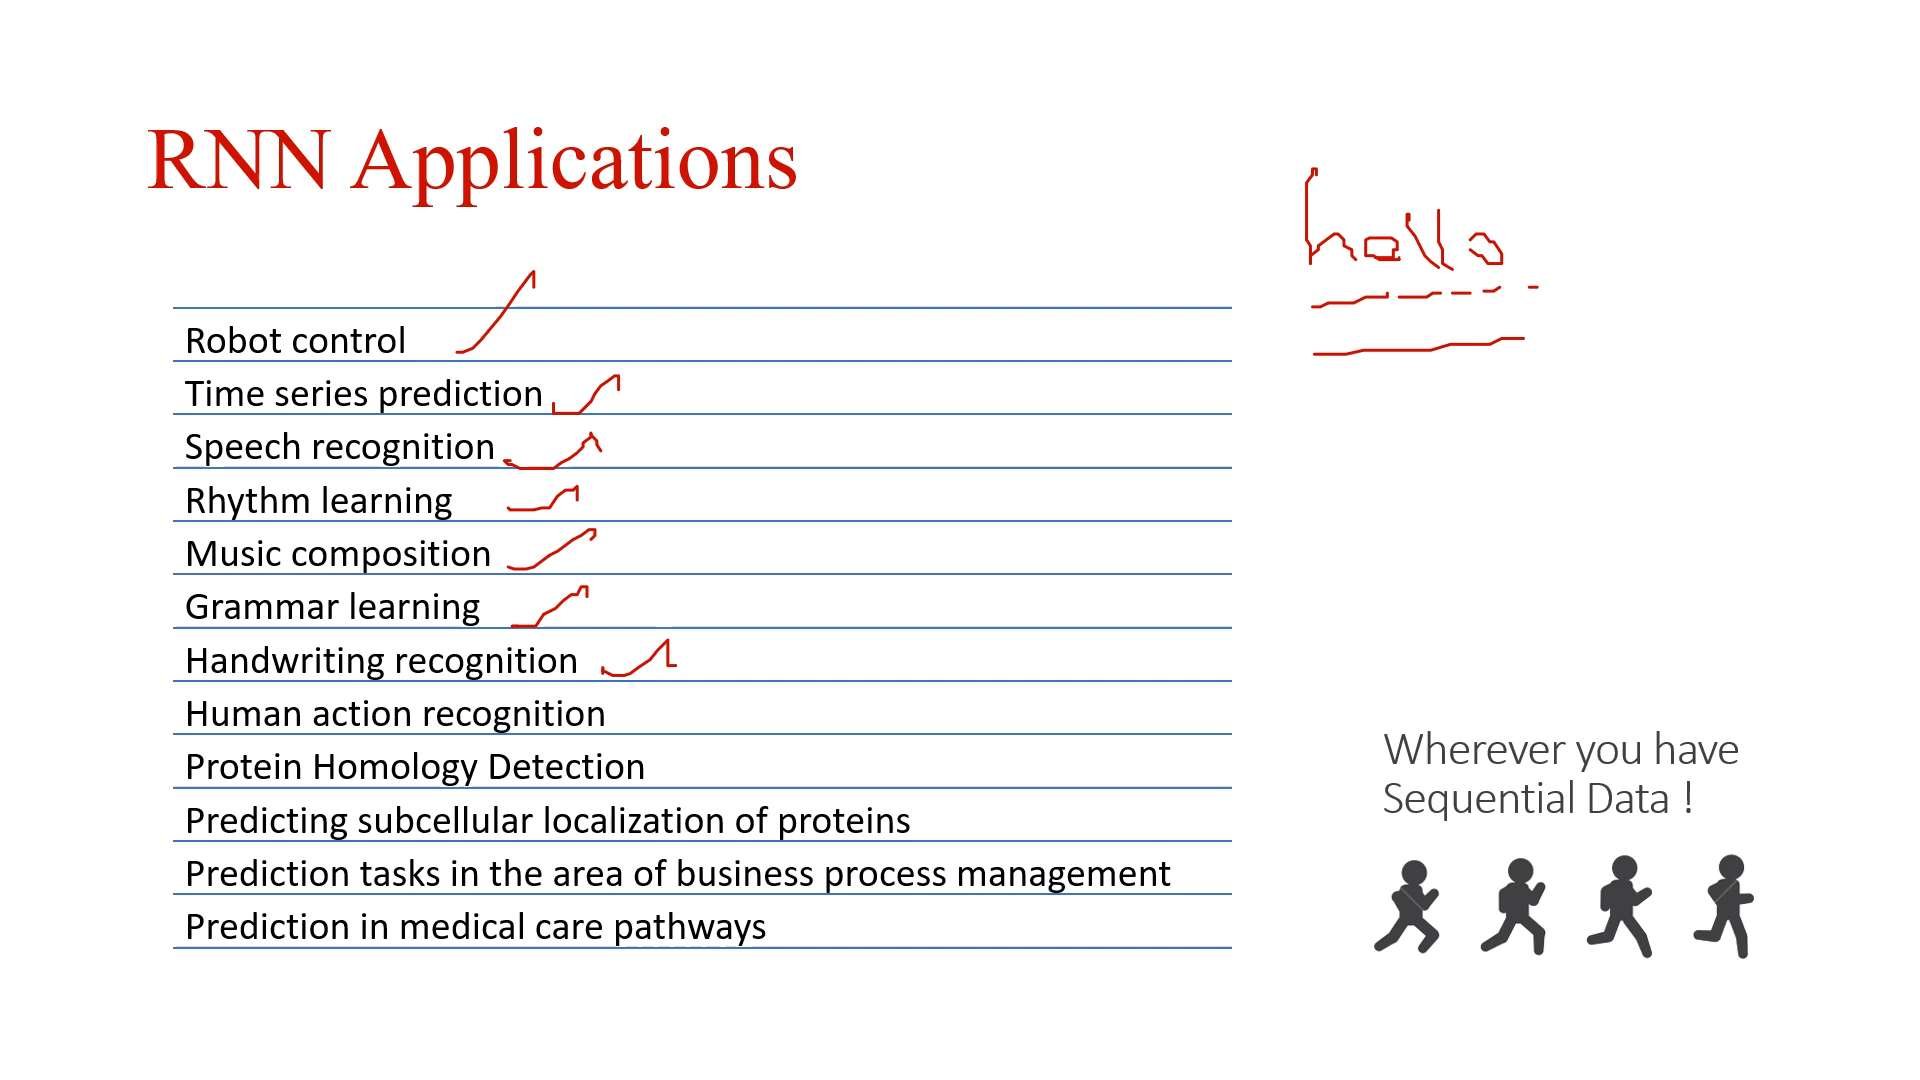 RNN Applications
hello
Robot control
Time series prediction
Speech recognition
Rhythm learning
Music composition
Grammar learning
Handwriting recognition
Human action recognition
Protein Homology Detection
Predicting subcellular localization of proteins
Prediction tasks in the area of business process management
Prediction in medical care pathways
Wherever you have
Sequential Data !